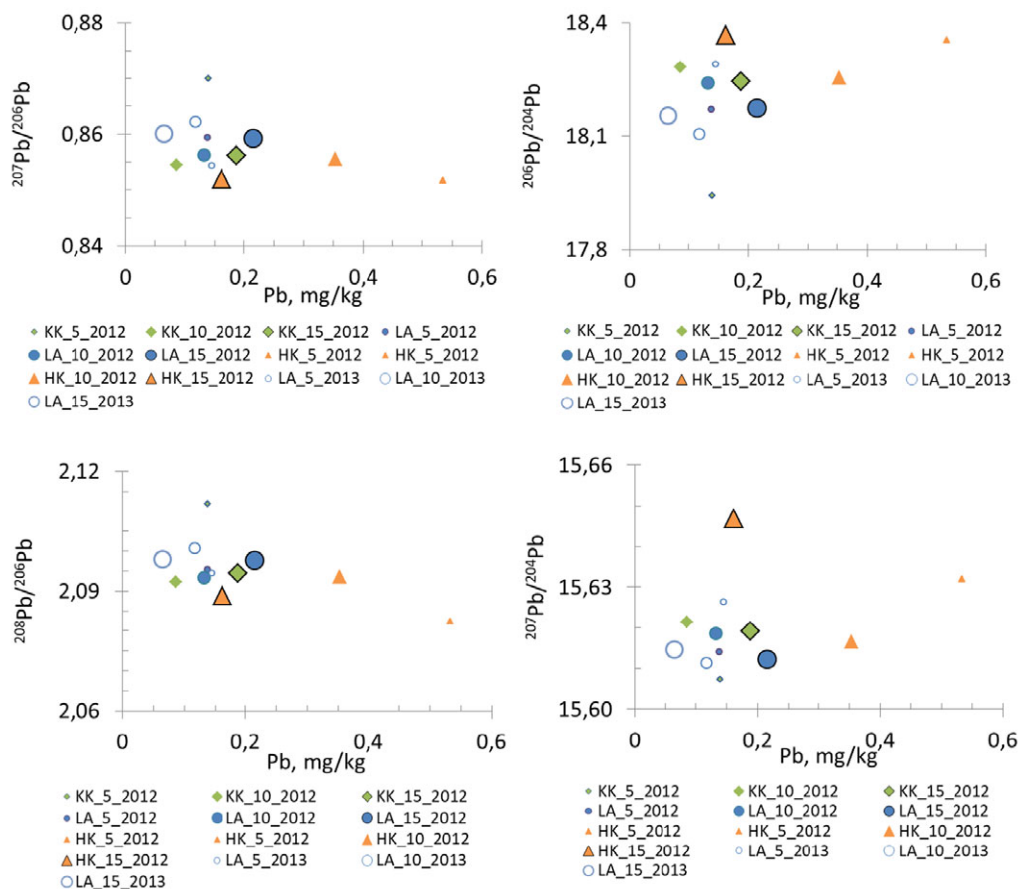 0,88
0,86
0,84
²⁰⁷Pb/²⁰⁶Pb
0 0,2 0,4 0,6
Pb, mg/kg
KK_5_2012 KK_10_2012 KK_15_2012 LA_5_2012
LA_10_2012 LA_15_2012 HK_5_2012 HK_5_2012
HK_10_2012 HK_15_2012 LA_5_2013 LA_10_2013
LA_15_2013
18,4
18,1
17,8
²⁰⁶Pb/²⁰⁴Pb
0 0,2 0,4 0,6
Pb, mg/kg
KK_5_2012 KK_10_2012 KK_15_2012 LA_5_2012
LA_10_2012 LA_15_2012 HK_5_2012 HK_5_2012
HK_10_2012 HK_15_2012 LA_5_2013 LA_10_2013
LA_15_2013
2,12
2,09
2,06
²⁰⁸Pb/²⁰⁶Pb
0 0,2 0,4 0,6
Pb, mg/kg
KK_5_2012 KK_10_2012 KK_15_2012
LA_5_2012 LA_10_2012 LA_15_2012
HK_5_2012 HK_5_2012 HK_10_2012
HK_15_2012 LA_5_2013 LA_10_2013
LA_15_2013
15,66
15,63
15,60
²⁰⁷Pb/²⁰⁴Pb
0 0,2 0,4 0,6
Pb, mg/kg
KK_5_2012 KK_10_2012 KK_15_2012
LA_5_2012 LA_10_2012 LA_15_2012
HK_5_2012 HK_5_2012 HK_10_2012
HK_15_2012 LA_5_2013 LA_10_2013
LA_15_2013